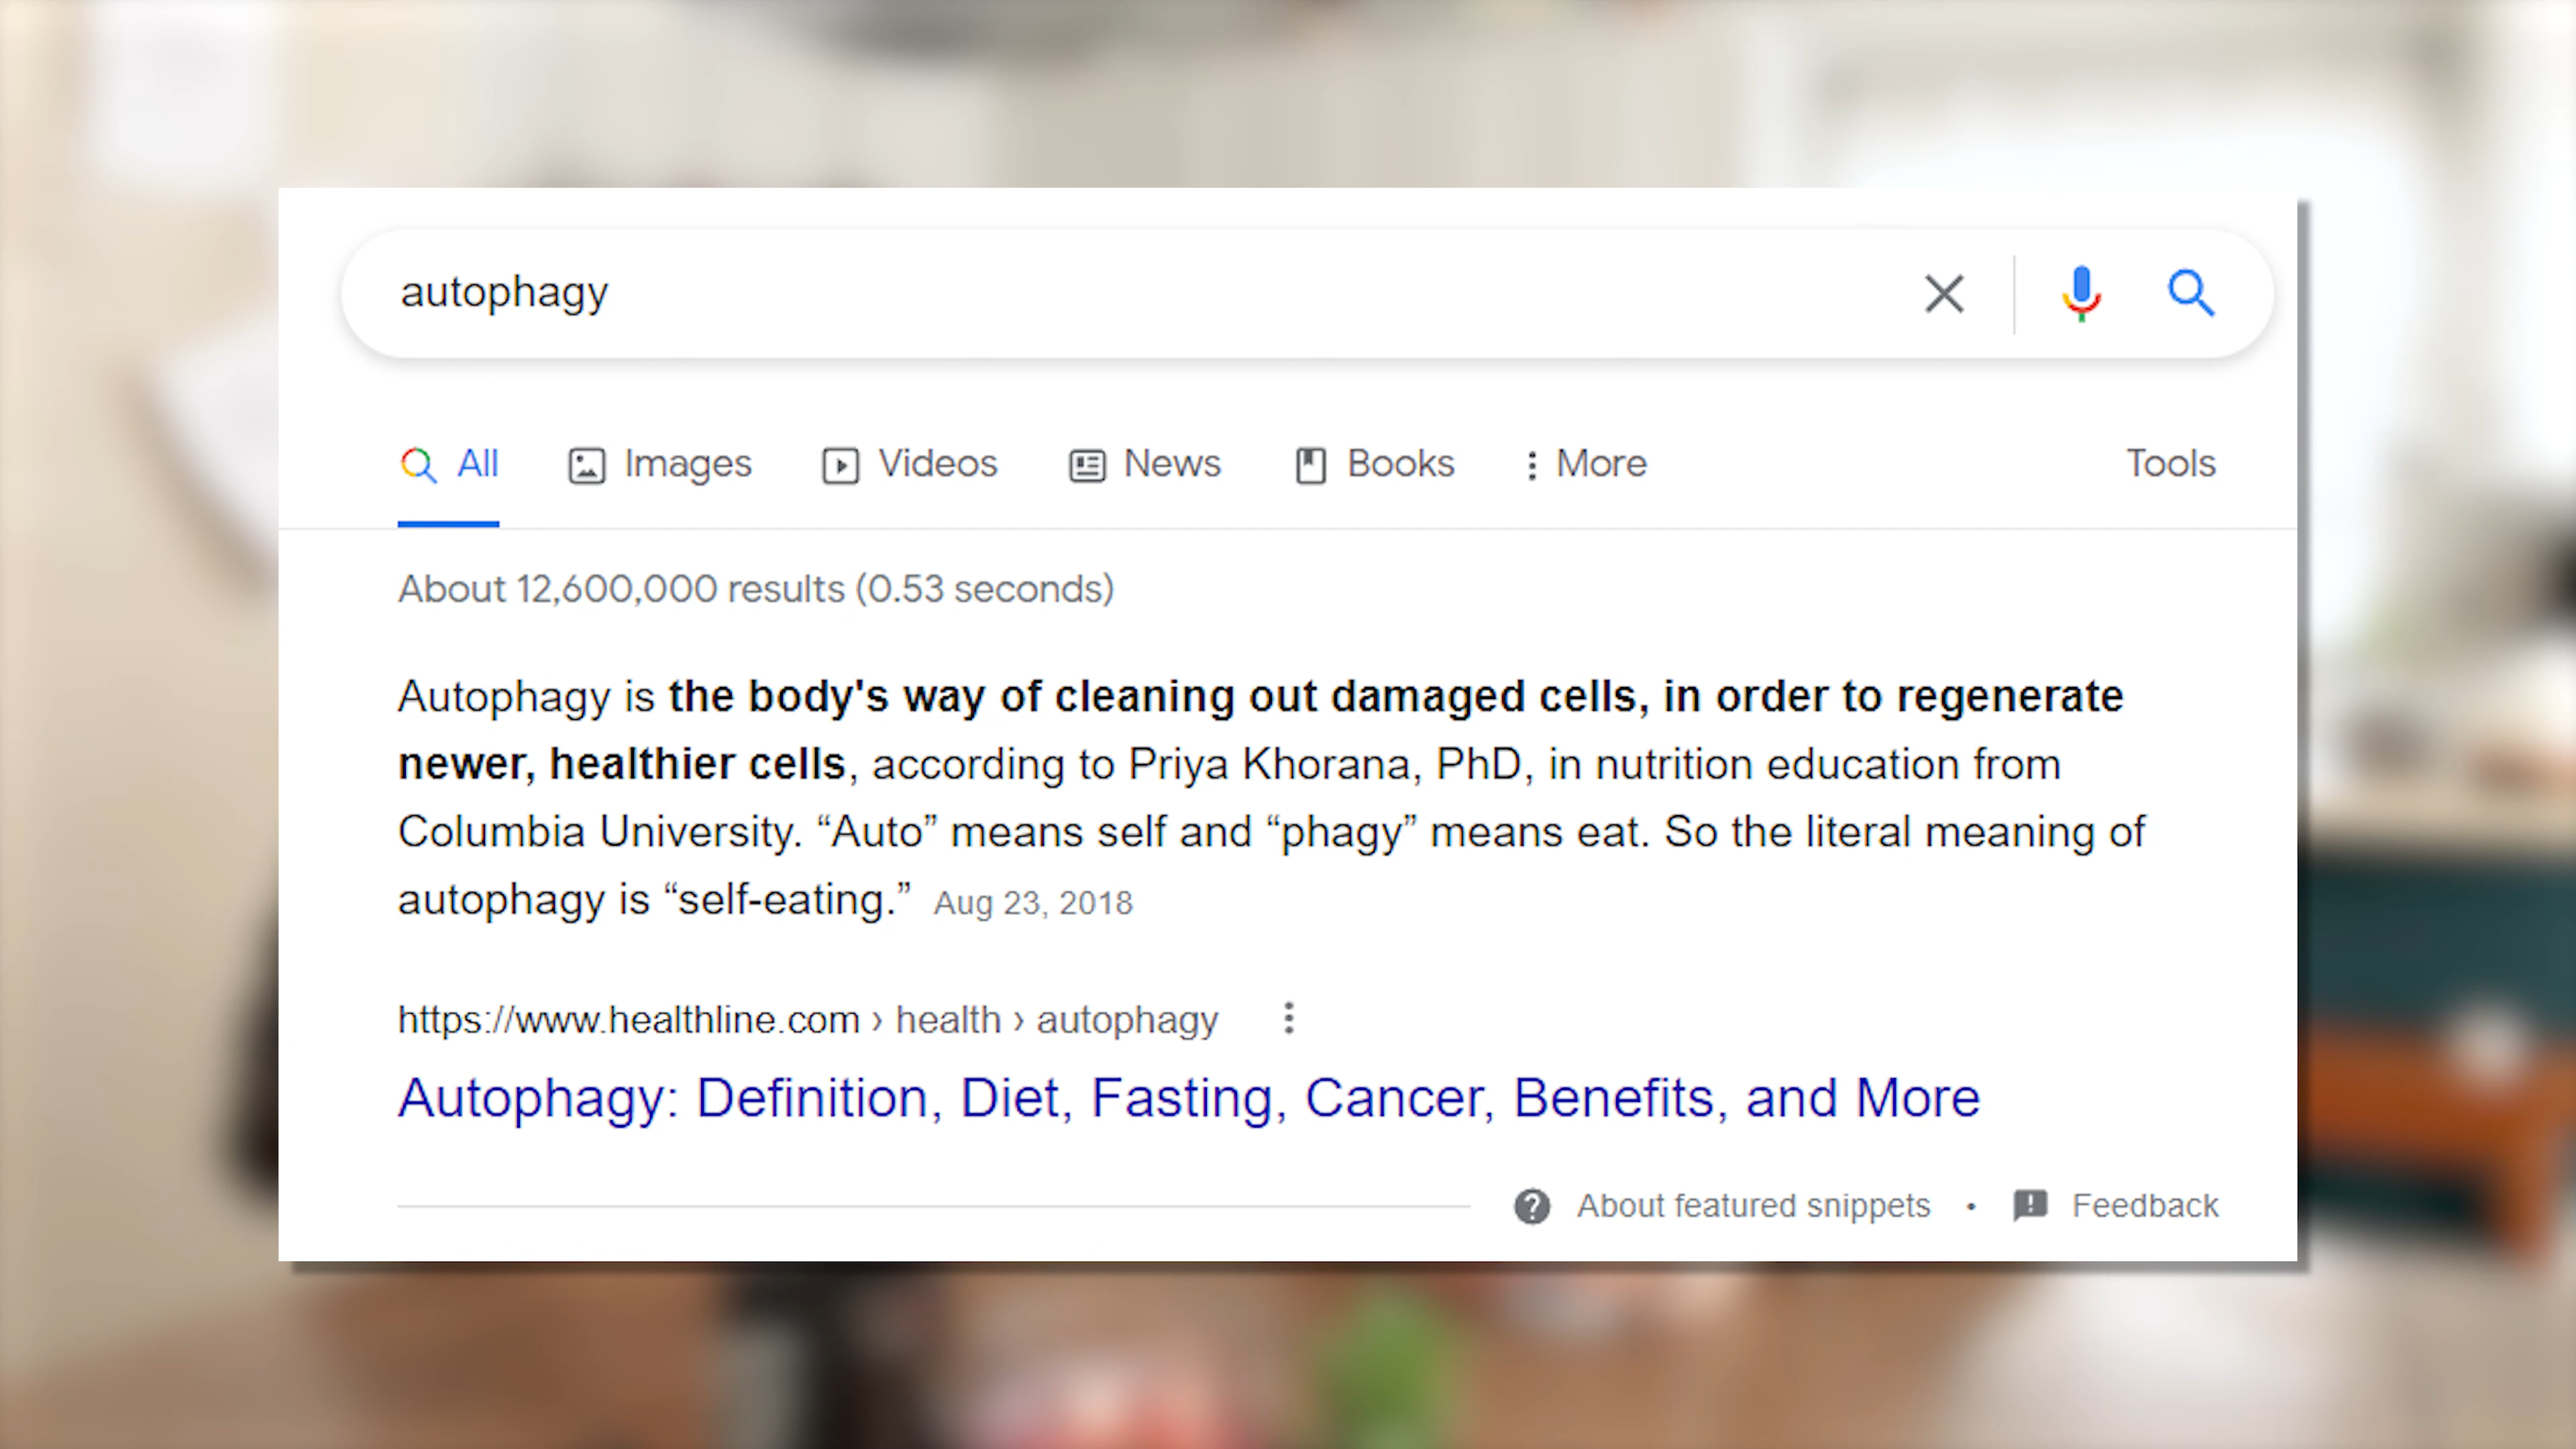 autophagy
All Images Videos News Books More Tools
About 12,600,000 results (0.53 seconds)
Autophagy is the body's way of cleaning out damaged cells, in order to regenerate
newer, healthier cells, according to Priya Khorana, PhD, in nutrition education from
Columbia University. “Auto” means self and “phagy” means eat. So the literal meaning of
autophagy is “self-eating.” Aug 23, 2018
https://www.healthline.com › health › autophagy
Autophagy: Definition, Diet, Fasting, Cancer, Benefits, and More
About featured snippets • Feedback